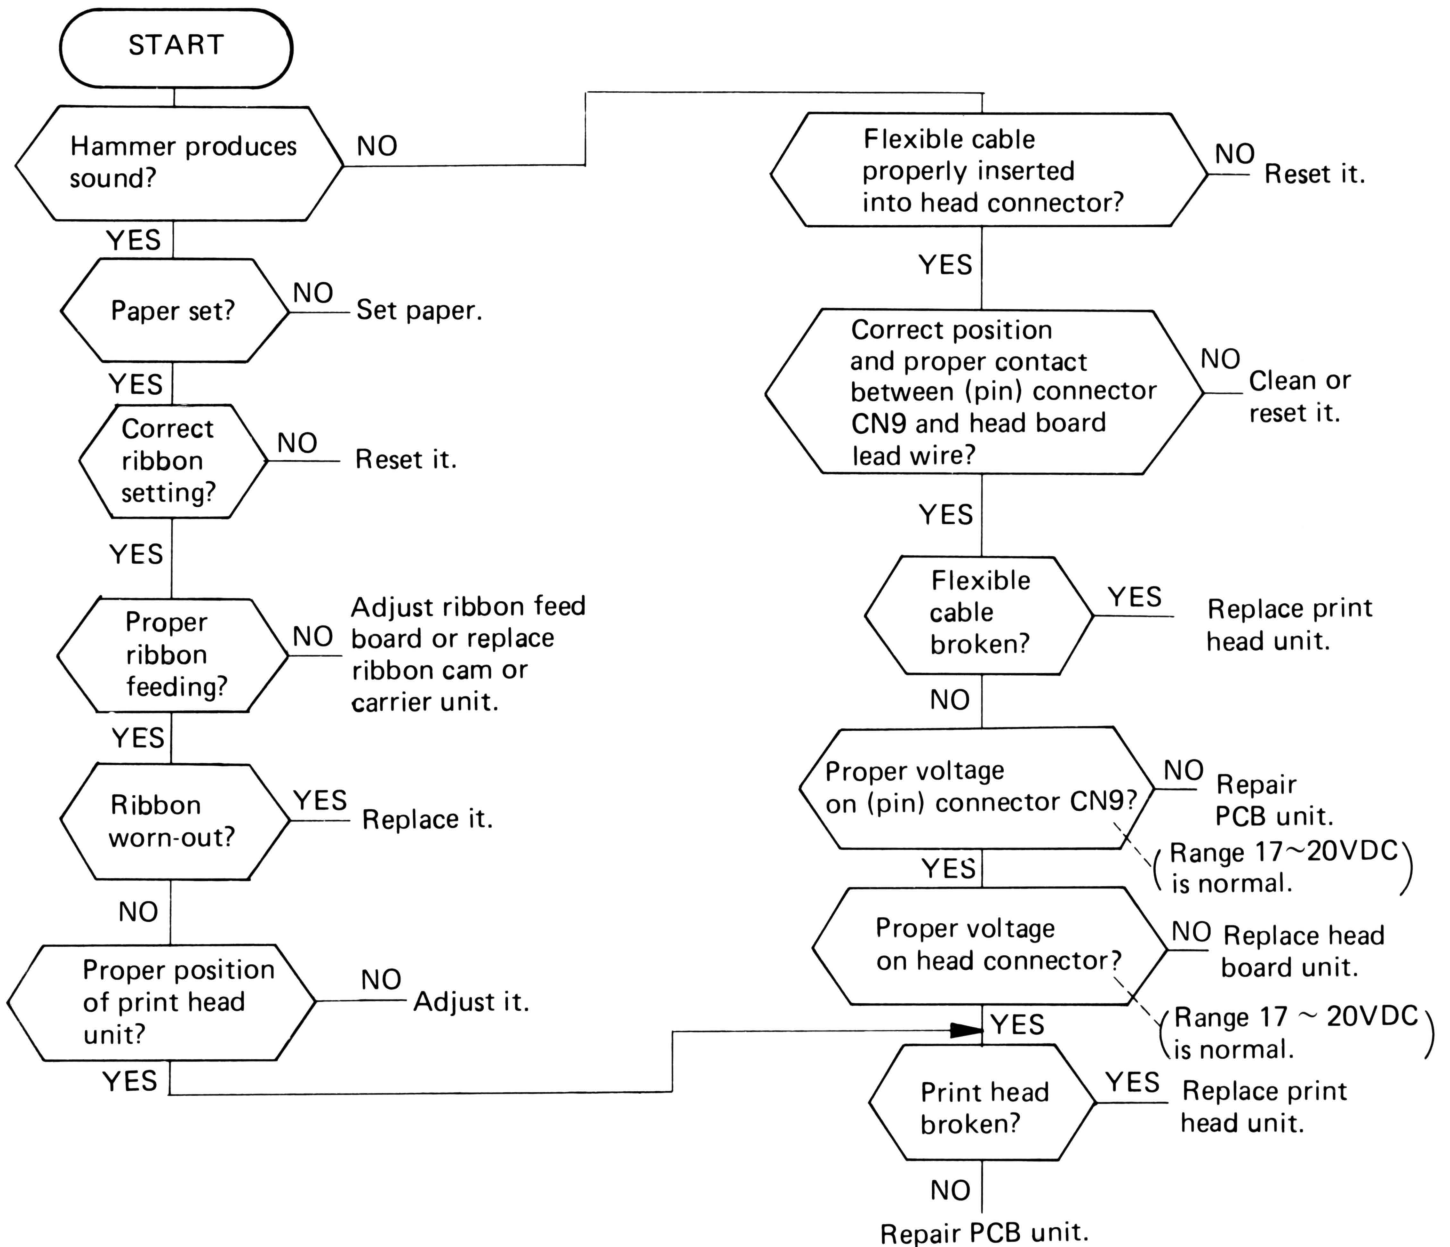 START
Hammer produces
sound?
NO
YES
Paper set?
NO
Set paper.
YES
Correct
ribbon
setting?
NO
Reset it.
YES
Proper
ribbon
feeding?
NO
Adjust ribbon feed
board or replace
ribbon cam or
carrier unit.
YES
Ribbon
worn-out?
YES
Replace it.
NO
Proper position
of print head
unit?
NO
Adjust it.
YES
Flexible cable
properly inserted
into head connector?
NO
Reset it.
YES
Correct position
and proper contact
between (pin) connector
CN9 and head board
lead wire?
NO
Clean or
reset it.
YES
Flexible
cable
broken?
YES
Replace print
head unit.
NO
Proper voltage
on (pin) connector CN9?
NO
Repair
PCB unit.
(Range 17~20VDC
is normal.)
YES
Proper voltage
on head connector?
NO
Replace head
board unit.
(Range 17 ~ 20VDC
is normal.)
YES
Print head
broken?
YES
Replace print
head unit.
NO
Repair PCB unit.